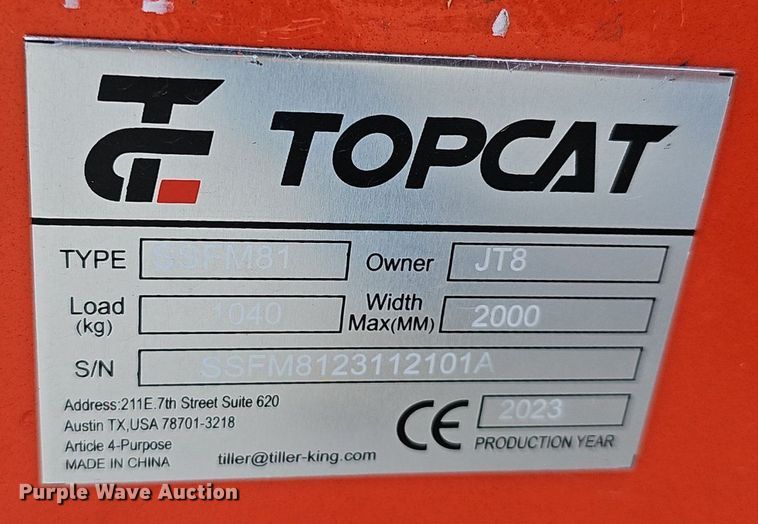 TOPCAT
TYPE SSFM81 Owner JT8
Load (kg) 1040 Width Max(MM) 2000
S/N SSFM8123112101A
Address:211E.7th Street Suite 620
Austin TX,USA 78701-3218
Article 4-Purpose
MADE IN CHINA tiller@tiller-king.com
CE 2023
PRODUCTION YEAR
Purple Wave Auction